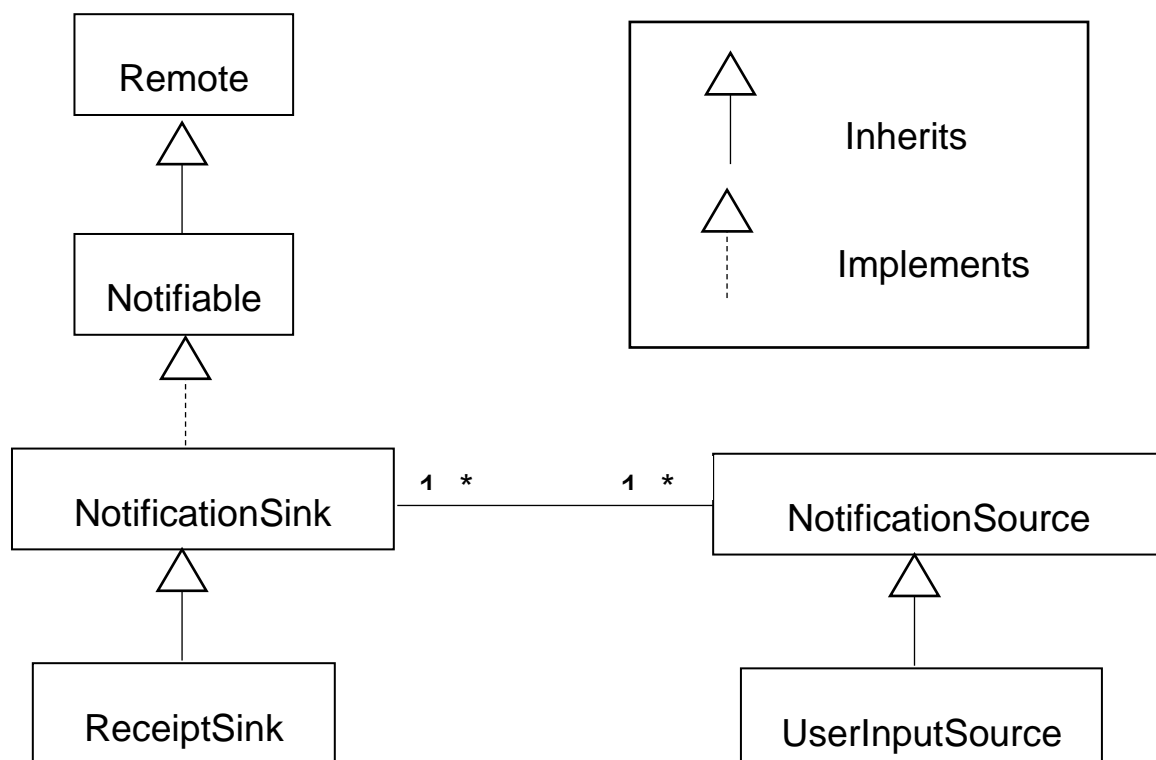 Remote
Inherits
Notifiable
Implements
1 * 1 *
NotificationSink
NotificationSource
ReceiptSink
UserInputSource